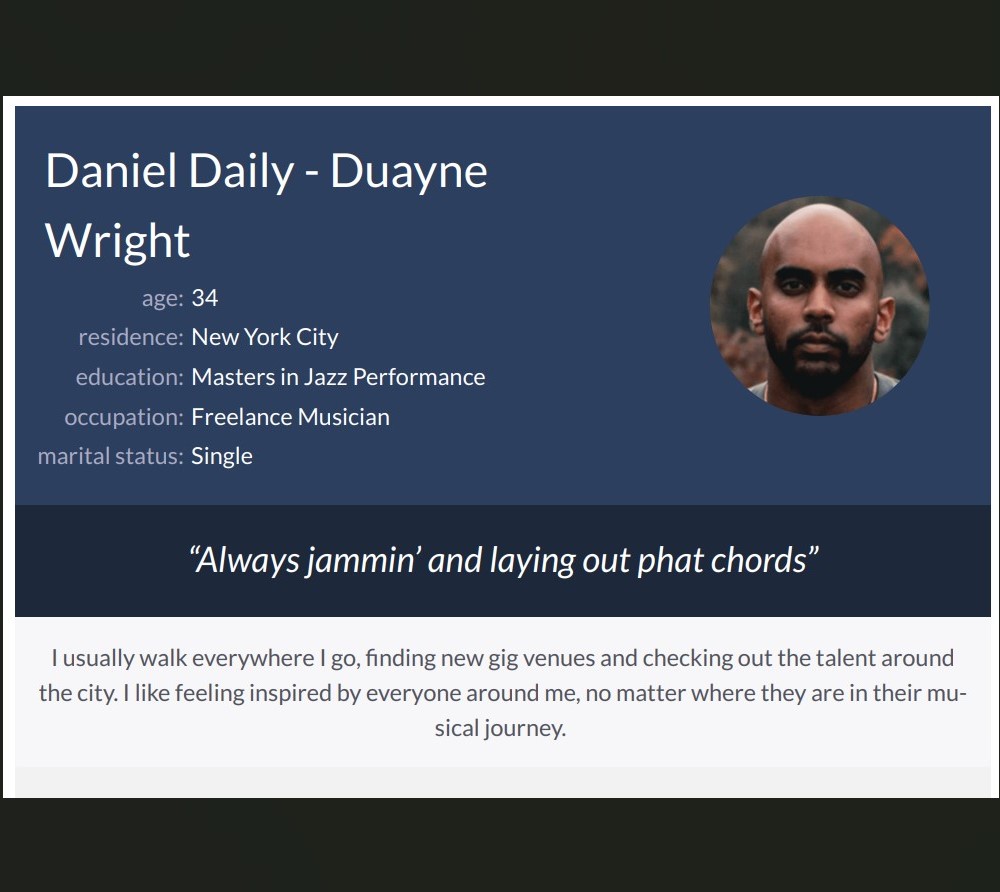 Daniel Daily - Duayne
Wright
age: 34
residence: New York City
education: Masters in Jazz Performance
occupation: Freelance Musician
marital status: Single
“Always jammin’ and laying out phat chords”
I usually walk everywhere I go, finding new gig venues and checking out the talent around
the city. I like feeling inspired by everyone around me, no matter where they are in their mu-
sical journey.